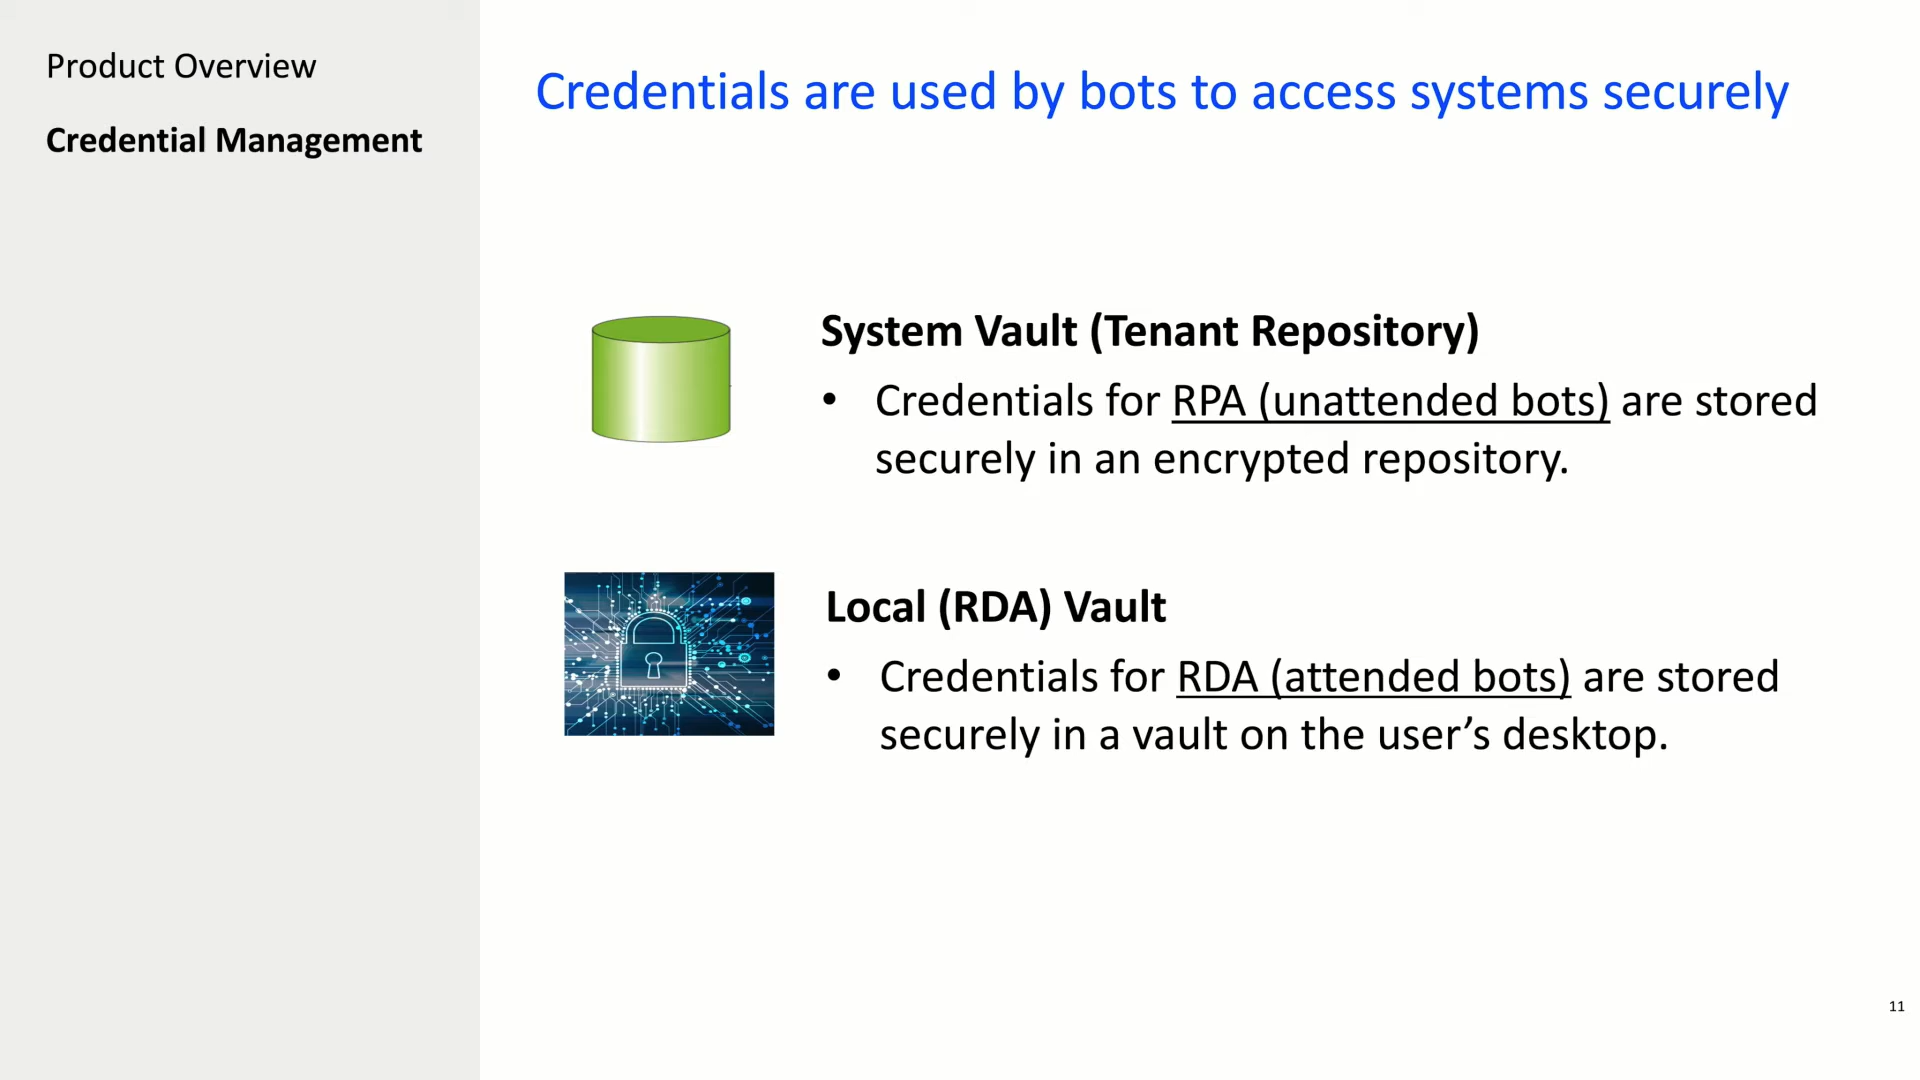 Product Overview
Credential Management
Credentials are used by bots to access systems securely
System Vault (Tenant Repository)
• Credentials for RPA (unattended bots) are stored
securely in an encrypted repository.
Local (RDA) Vault
• Credentials for RDA (attended bots) are stored
securely in a vault on the user’s desktop.
11